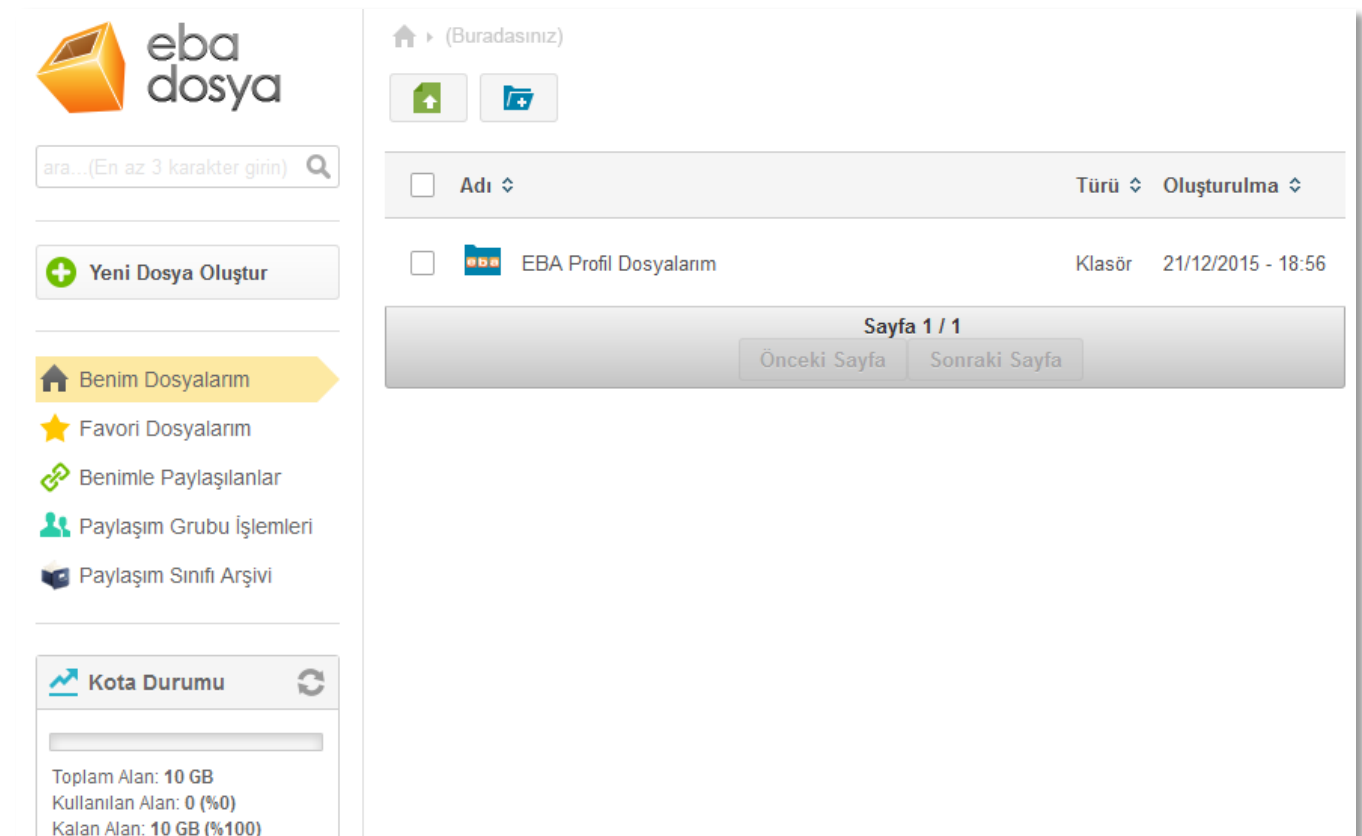 eba
dosya
ara...(En az 3 karakter girin)
Yeni Dosya Oluştur
Benim Dosyalarım
Favori Dosyalarım
Benimle Paylaşılanlar
Paylaşım Grubu İşlemleri
Paylaşım Sınıfı Arşivi
Kota Durumu
Toplam Alan: 10 GB
Kullanılan Alan: 0 (%0)
Kalan Alan: 10 GB (%100)
(Buradasınız)
Adı Türü Oluşturulma
eba EBA Profil Dosyalarım Klasör 21/12/2015 - 18:56
Sayfa 1 / 1
Önceki Sayfa Sonraki Sayfa